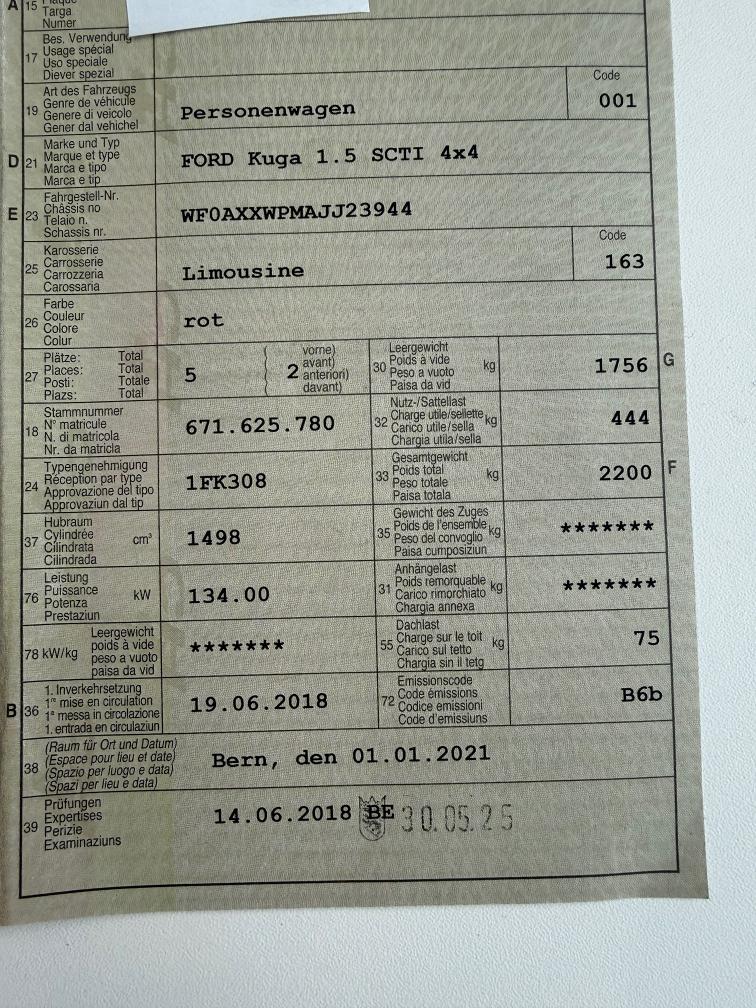 A
15
Targa
Numer
17
Bes. Verwendung
Usage spécial
Uso speciale
Diever spezial
19
Art des Fahrzeugs
Genre de véhicule
Genere di veicolo
Gener dal vehichel
Personenwagen
Code
001
D
21
Marke und Typ
Marque et type
Marca e tipo
Marca e tip
FORD Kuga 1.5 SCTI 4x4
E
23
Fahrgestell-Nr.
Châssis no
Telaio n.
Schassis nr.
WF0AXXWPMAJJ23944
25
Karosserie
Carrosserie
Carrozzeria
Carossaria
Limousine
Code
163
26
Farbe
Couleur
Colore
Colur
rot
27
Plätze: Total
Places: Total
Posti: Totale
Plazs: Total
5
( 2 vorne)
( avant)
( anteriori)
( davant)
30
Leergewicht
Poids à vide
Peso a vuoto
Paisa da vid
kg
1756
G
18
Stammnummer
N° matricule
N. di matricola
Nr. da matricla
671.625.780
32
Nutz-/Sattellast
Charge utile/sellette
Carico utile/sella
Chargia utila/sella
kg
444
24
Typengenehmigung
Réception par type
Approvazione del tipo
Approvaziun dal tip
1FK308
33
Gesamtgewicht
Poids total
Peso totale
Paisa totala
kg
2200
F
37
Hubraum
Cylindrée
Cilindrata
Cilindrada
cm³
1498
35
Gewicht des Zuges
Poids de l'ensemble
Peso del convoglio
Paisa cumposiziun
kg
*******
76
Leistung
Puissance
Potenza
Prestaziun
kW
134.00
31
Anhängelast
Poids remorquable
Carico rimorchiato
Chargia annexa
kg
*******
78 kW/kg
Leergewicht
poids à vide
peso a vuoto
paisa da vid
*******
55
Dachlast
Charge sur le toit
Carico sul tetto
Chargia sin il tetg
kg
75
B
36
1. Inverkehrsetzung
1re mise en circulation
1a messa in circolazione
1. entrada en circulaziun
19.06.2018
72
Emissionscode
Code émissions
Codice emissioni
Code d'emissiuns
B6b
38
(Raum für Ort und Datum)
(Espace pour lieu et date)
(Spazio per luogo e data)
(Spazi per lieu e data)
Bern, den 01.01.2021
39
Prüfungen
Expertises
Perizie
Examinaziuns
14.06.2018 BE 30.05.25